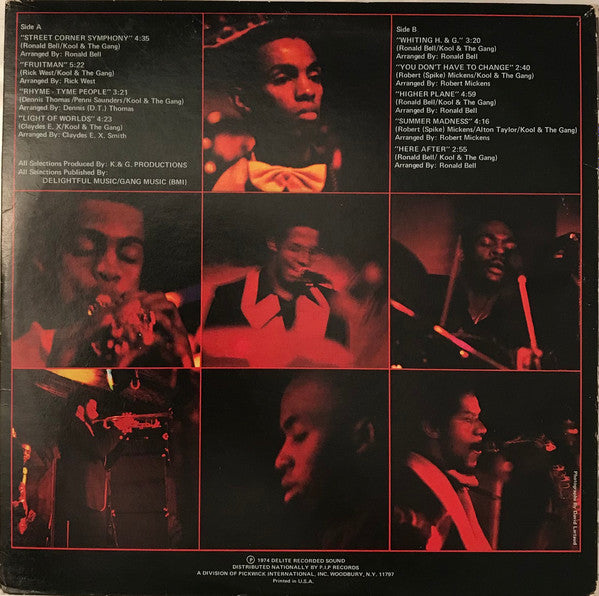 Side A
"STREET CORNER SYMPHONY" 4:35
(Ronald Bell/Kool & The Gang)
Arranged By: Ronald Bell
"FRUITMAN" 5:22
(Rick West/Kool & The Gang)
Arranged By: Rick West
"RHYME - TYME PEOPLE" 3:21
(Dennis Thomas/Penni Saunders/Kool & The Gang)
Arranged By: Dennis (D.T.) Thomas
"LIGHT OF WORLDS" 4:23
(Claydes E, X/Kool & The Gang)
Arranged By: Claydes E. X. Smith
All Selections Produced By: K. & G. PRODUCTIONS
All Selections Published By:
DELIGHTFUL MUSIC/GANG MUSIC (BMI)
Side B
"WHITING H. & G." 3:20
(Ronald Bell/Kool & The Gang)
Arranged By: Ronald Bell
"YOU DON'T HAVE TO CHANGE" 2:40
(Robert (Spike) Mickens/Kool & The Gang)
Arranged By: Robert Mickens
"HIGHER PLANE" 4:59
(Ronald Bell/Kool & The Gang)
Arranged By: Ronald Bell
"SUMMER MADNESS" 4:16
(Robert (Spike) Mickens/Alton Taylor/Kool & The Gang)
Arranged By: Robert Mickens
"HERE AFTER" 2:55
(Ronald Bell/ Kool & The Gang)
Arranged By: Ronald Bell
Photographs By David Lartaud
Ⓟ 1974 DELITE RECORDED SOUND
DISTRIBUTED NATIONALLY BY P.I.P RECORDS
A DIVISION OF PICKWICK INTERNATIONAL, INC. WOODBURY, N.Y. 11797
Printed in U.S.A.